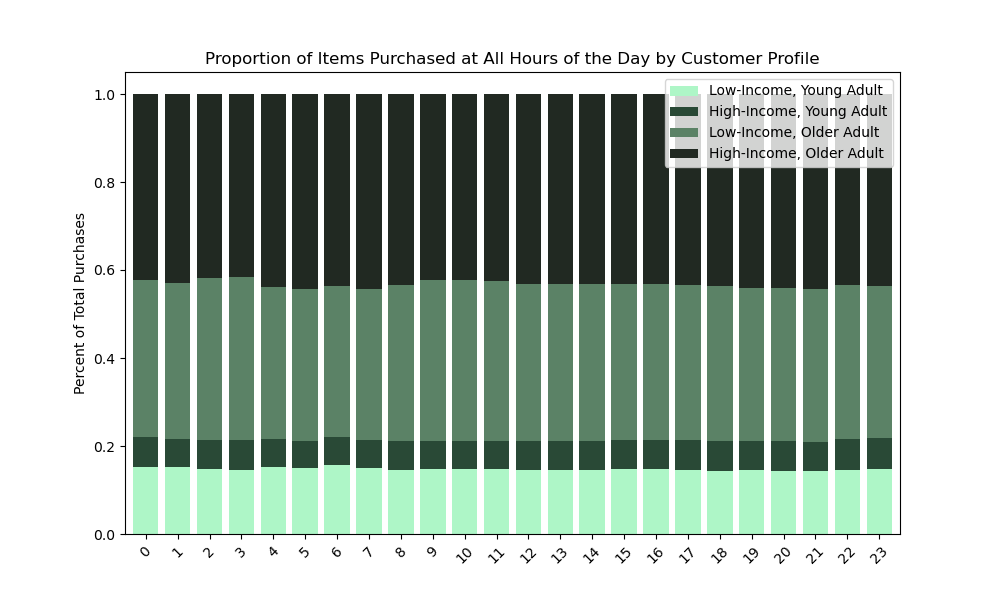 Proportion of Items Purchased at All Hours of the Day by Customer Profile
Low-Income, Young Adult
High-Income, Young Adult
Low-Income, Older Adult
High-Income, Older Adult
Percent of Total Purchases
1.0
0.8
0.6
0.4
0.2
0.0
0 1 2 3 4 5 6 7 8 9 10 11 12 13 14 15 16 17 18 19 20 21 22 23